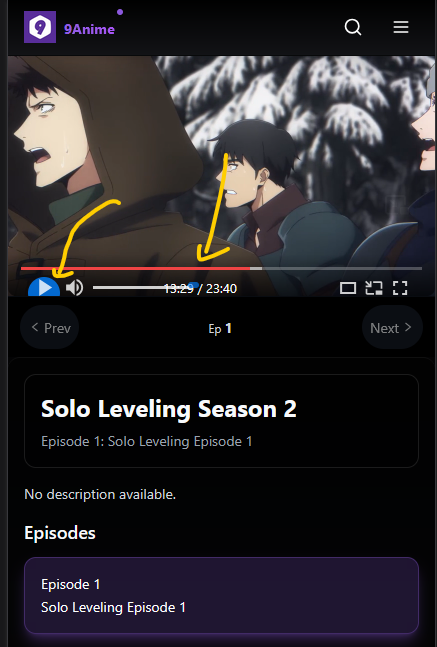 9 9Anime
13:29 / 23:40
< Prev
Ep 1
Next >
Solo Leveling Season 2
Episode 1: Solo Leveling Episode 1
No description available.
Episodes
Episode 1
Solo Leveling Episode 1